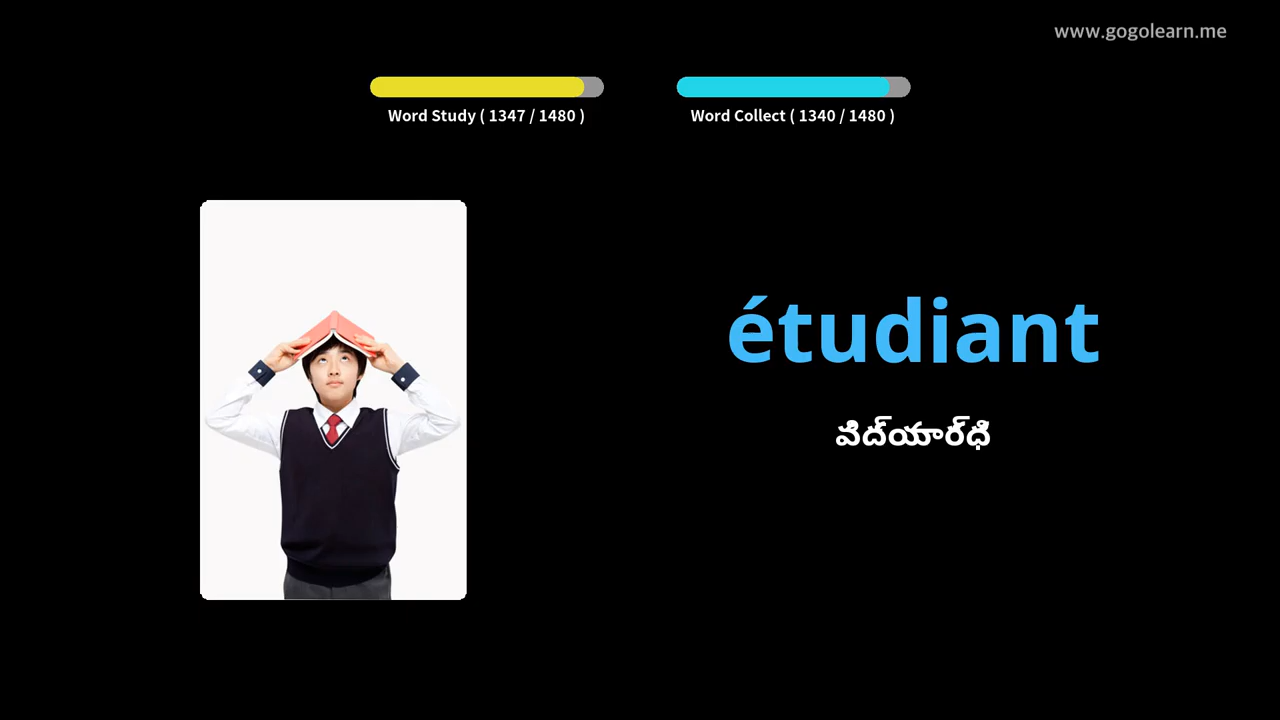 www.gogolearn.me
Word Study ( 1347 / 1480 )
Word Collect ( 1340 / 1480 )
étudiant
విద్‌యార్‌ధి